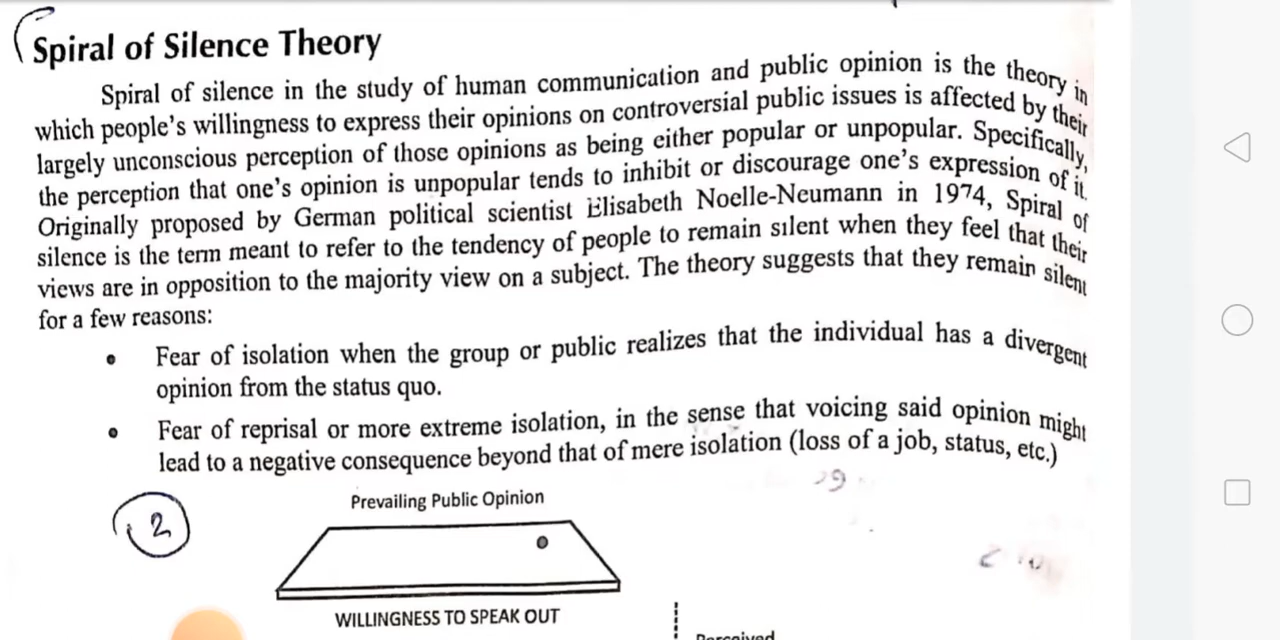 Spiral of Silence Theory
Spiral of silence in the study of human communication and public opinion is the theory in
which people's willingness to express their opinions on controversial public issues is affected by their
largely unconscious perception of those opinions as being either popular or unpopular. Specifically,
the perception that one's opinion is unpopular tends to inhibit or discourage one's expression of it.
Originally proposed by German political scientist Elisabeth Noelle-Neumann in 1974, Spiral of
silence is the term meant to refer to the tendency of people to remain silent when they feel that their
views are in opposition to the majority view on a subject. The theory suggests that they remain silent
for a few reasons:
• Fear of isolation when the group or public realizes that the individual has a divergent
opinion from the status quo.
• Fear of reprisal or more extreme isolation, in the sense that voicing said opinion might
lead to a negative consequence beyond that of mere isolation (loss of a job, status, etc.)
2
Prevailing Public Opinion
WILLINGNESS TO SPEAK OUT
Perceived